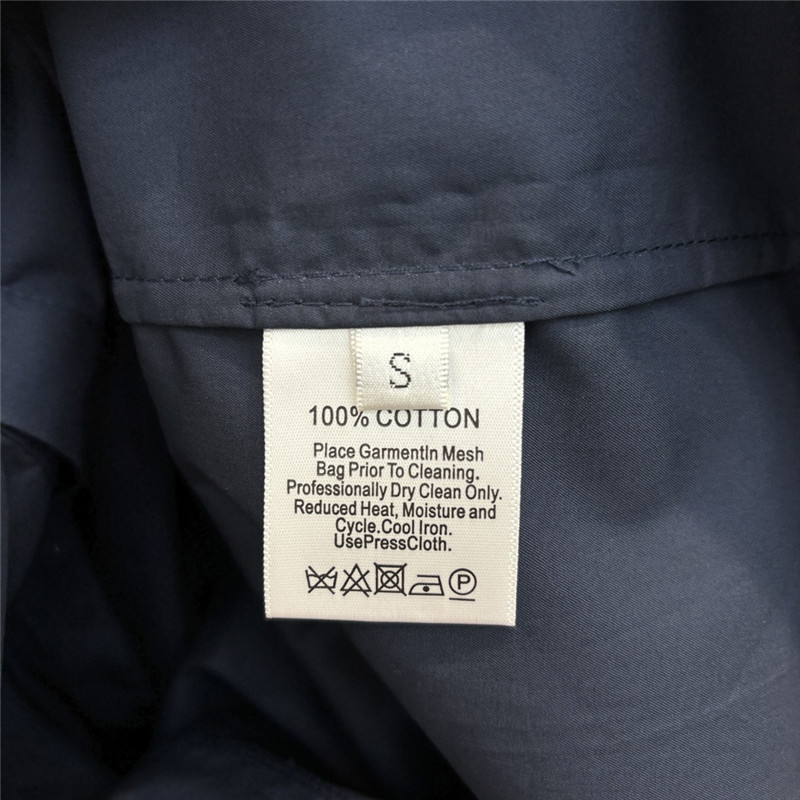 S
100% COTTON
Place GarmentIn Mesh
Bag Prior To Cleaning.
Professionally Dry Clean Only.
Reduced Heat, Moisture and
Cycle.Cool Iron.
UsePressCloth.
P